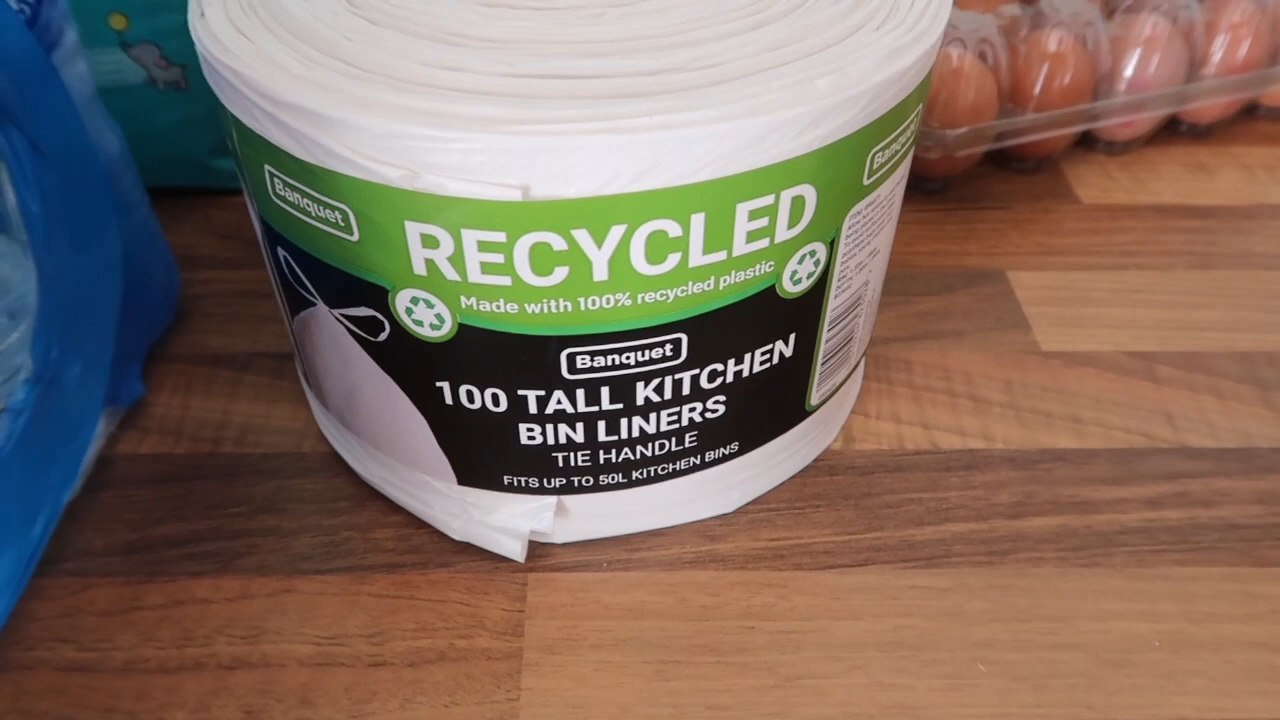 Banquet
RECYCLED
Made with 100% recycled plastic
Banquet
Banquet
100 TALL KITCHEN
BIN LINERS
TIE HANDLE
FITS UP TO 50L KITCHEN BINS